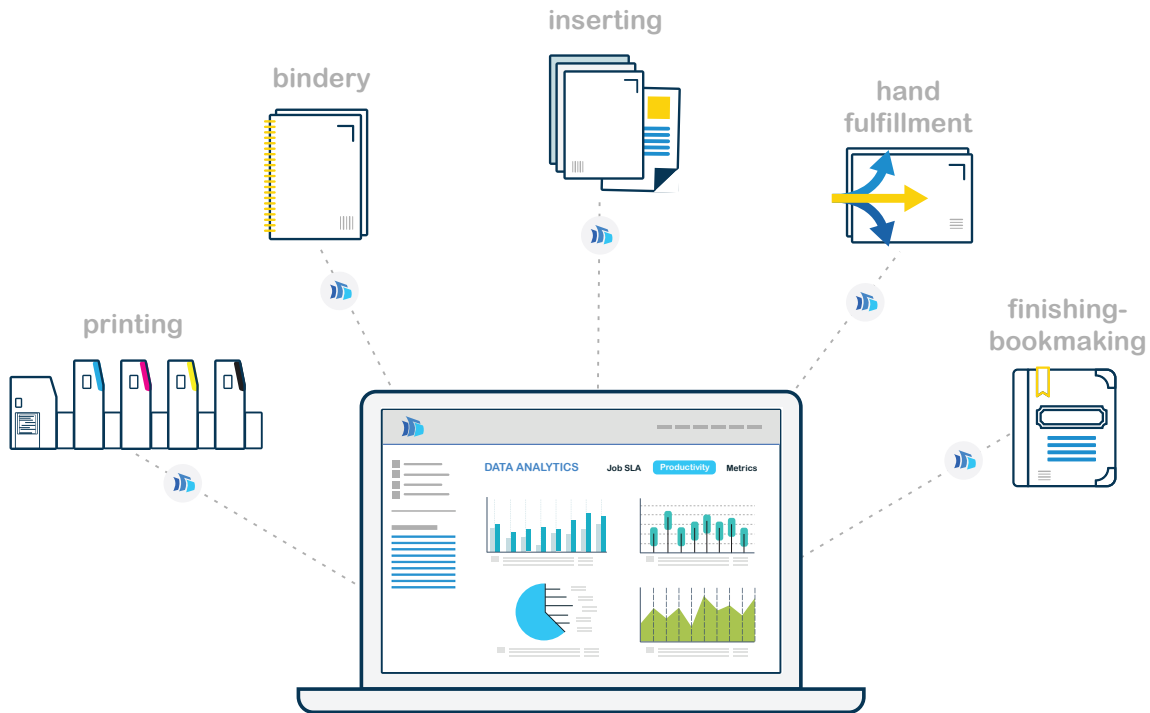 inserting
bindery
hand
fulfillment
printing
finishing-
bookmaking
DATA ANALYTICS
Job SLA
Productivity
Metrics